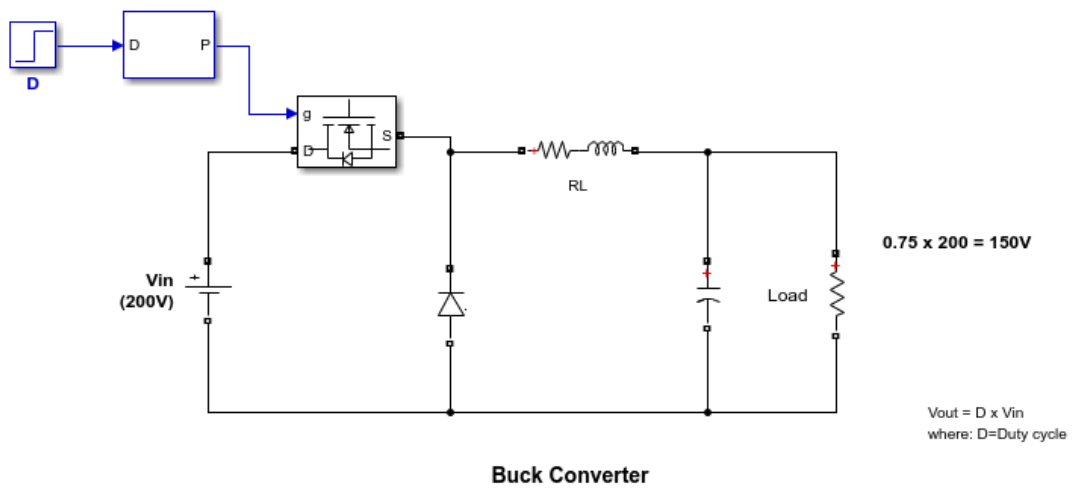 D
P
D
g
S
D
RL
0.75 x 200 = 150V
Vin
(200V)
+
Load
Vout = D x Vin
where: D=Duty cycle
Buck Converter